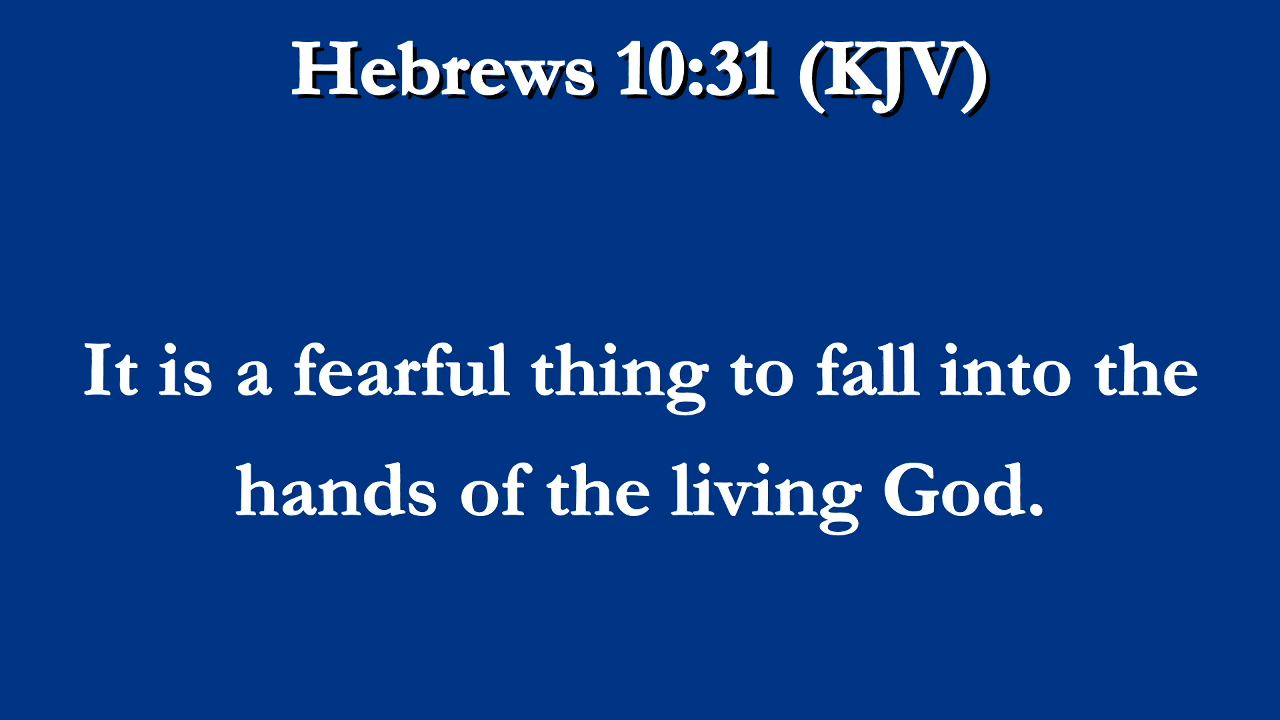 Hebrews 10:31 (KJV)
It is a fearful thing to fall into the
hands of the living God.